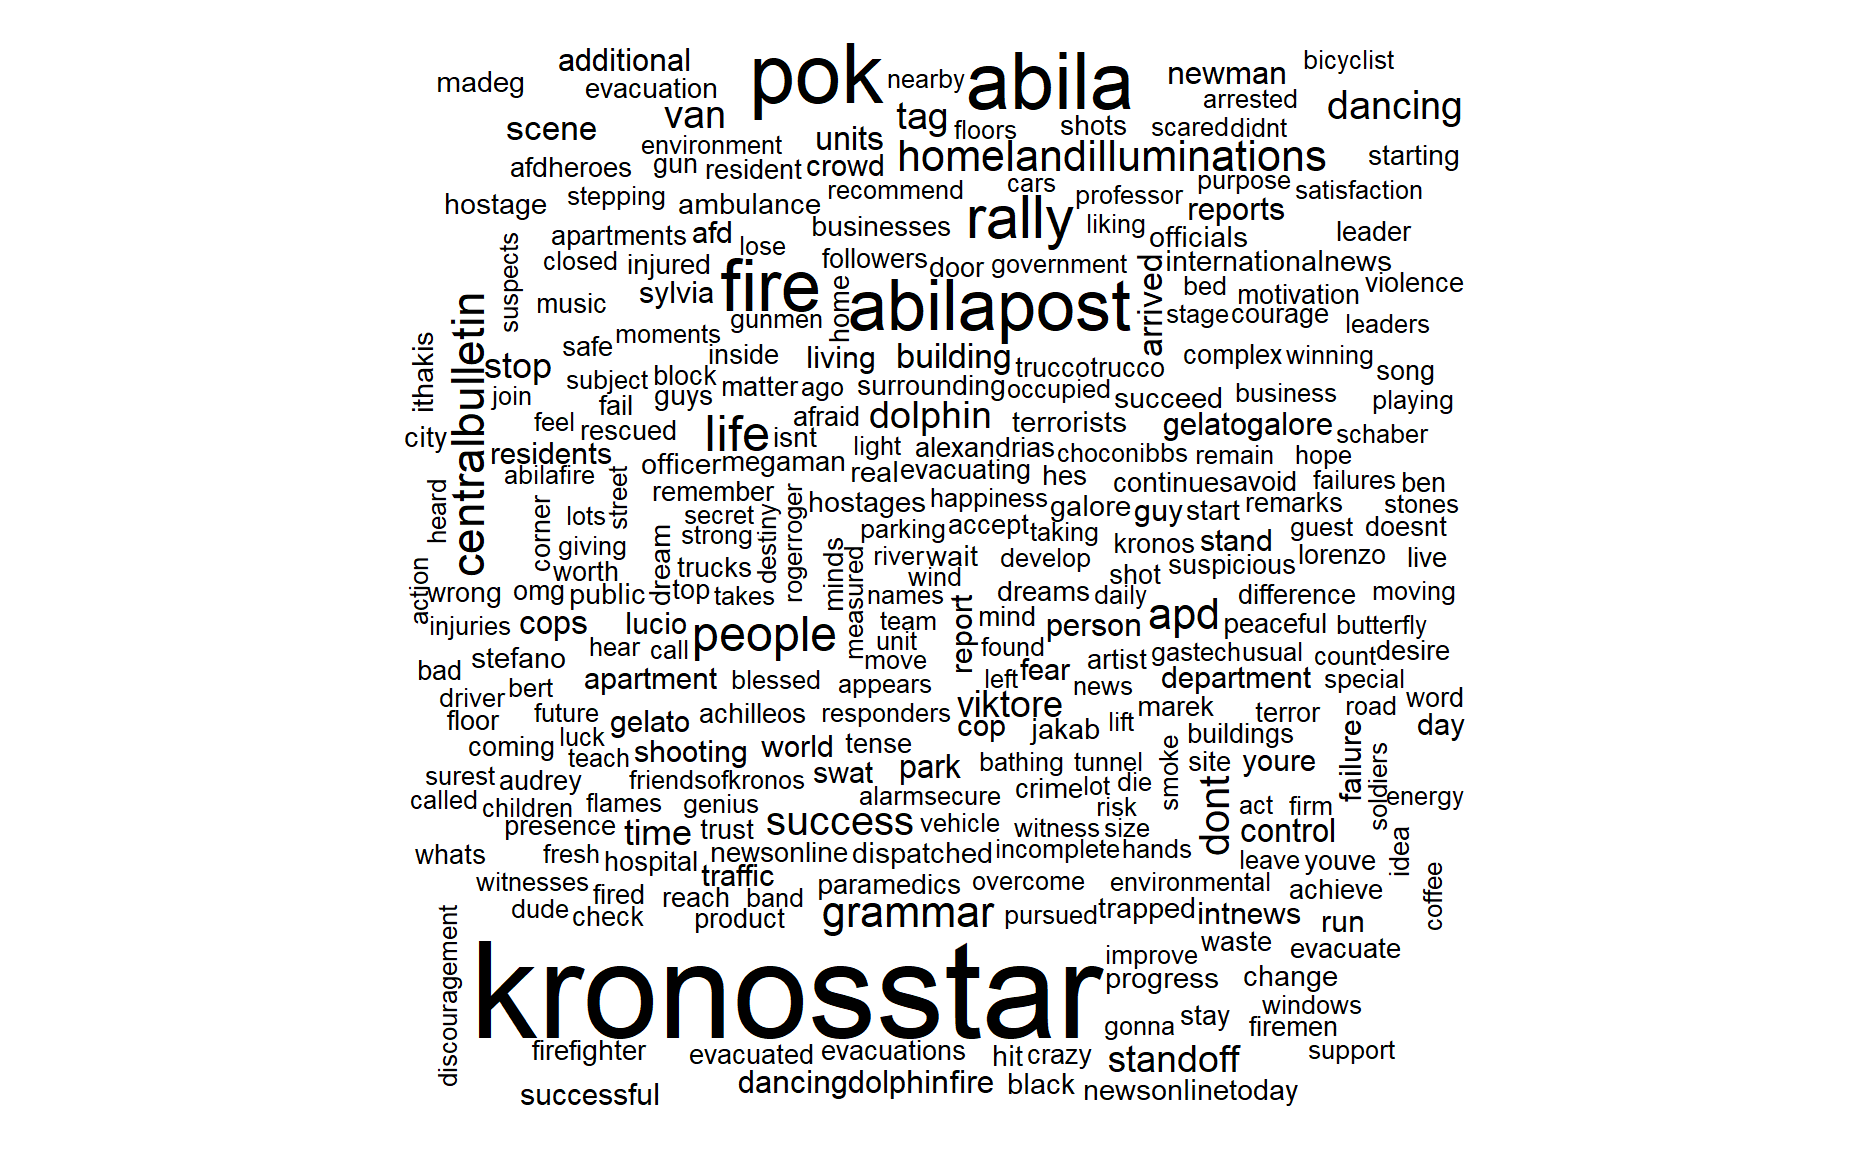 madeg additional pok nearby abila newman bicyclist
evacuation van tag arrested dancing
scene environment units floors shots scared didnt
afdheroes gun resident crowd homelandilluminations starting
hostage stepping ambulance recommend cars professor purpose satisfaction
businesses rally liking reports
suspects apartments afd lose officials leader
closed injured fire followers door government arrived internationalnews
music sylvia home abilapost bed motivation violence
gunmen stage courage leaders
ithakis centralbulletin safe moments
stop inside living building truccotrucco complex winning
join subject block matter ago surrounding occupied succeed business song
fail guys playing
city feel rescued life isnt afraid dolphin terrorists gelatogalore schaber
residents light alexandrias choconibbs remain hope
abilafire street officer megaman real evacuating hes continues avoid failures ben
heard remember hostages happiness galore guy start remarks stones
corner lots secret destiny rogerroger parking accept taking guest doesnt
giving strong minds measured river wait develop kronos stand lorenzo live
action worth dream trucks wind shot suspicious
wrong omg public top takes names dreams daily difference moving
injuries cops lucio people team report mind person apd peaceful butterfly
hear call unit found
bad stefano move artist gastech usual count desire
driver bert apartment blessed appears left fear news department special
floor future gelato achilleos responders viktore marek terror road word
coming luck cop jakab lift buildings failure day
teach shooting world tense
surest audrey friendsofkronos swat park bathing tunnel smoke site youre soldiers
called children flames genius alarm secure crime lot die dont act firm energy
presence time trust success vehicle witness size risk control
whats fresh hospital newsonline dispatched incomplete hands leave youve idea
witnesses fired traffic paramedics overcome environmental achieve coffee
dude check reach band
product grammar pursued trapped intnews run
discouragement kronosstar improve waste evacuate
progress change
gonna stay windows
firemen
firefighter evacuated evacuations hit crazy standoff support
successful dancingdolphinfire black newsonlinetoday